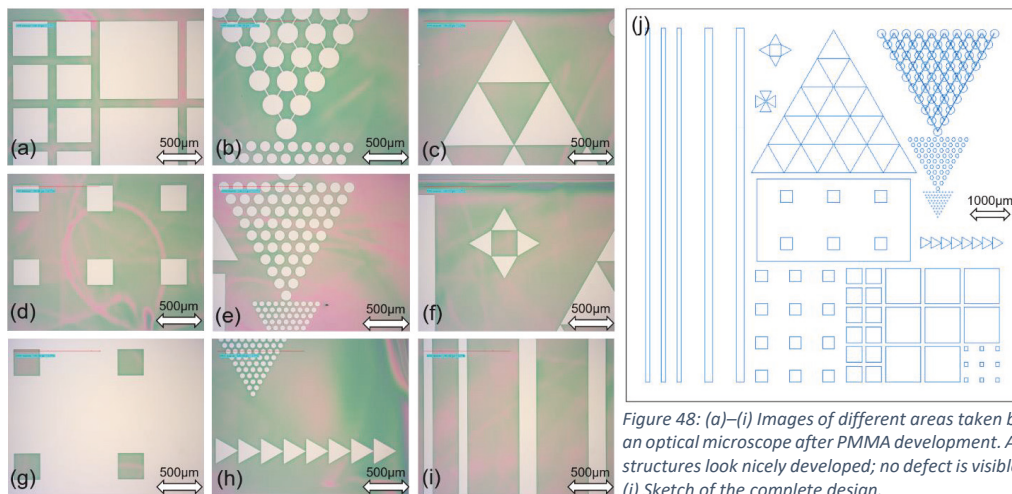 (a)
500µm
(b)
500µm
(c)
500µm
(d)
500µm
(e)
500µm
(f)
500µm
(g)
500µm
(h)
500µm
(i)
500µm
(j)
1000µm
Figure 48: (a)–(i) Images of different areas taken b
an optical microscope after PMMA development. A
structures look nicely developed; no defect is visible
(j) Sketch of the complete design